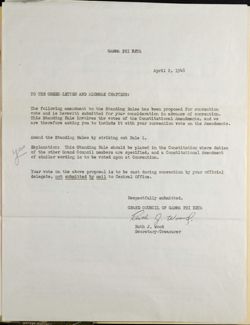 GAMMA PHI BETA
April 2, 1948
TO THE GREEK-LETTER AND ALUMNAE CHAPTERS:
The following amendment to the Standing Rules has been proposed for convention
vote and is herewith submitted for your consideration in advance of convention.
This Standing Rule involves the votes of the Constitutional Amendments, and we
are therefore asking you to include it with your convention vote on the Amendments.
Amend the Standing Rules by striking out Rule 1.
Explanation: This Standing Rule should be placed in the Constitution where duties
of the other Grand Council members are specified, and a Constitutional Amendment
of similar wording is to be voted upon at Convention.
Your vote on the above proposal is to be cast during convention by your official
delegate, not submitted by mail to Central Office.
Respectfully submitted,
GRAND COUNCIL OF GAMMA PHI BETA
Ruth J. Wood
Ruth J. Wood
Secretary-Treasurer